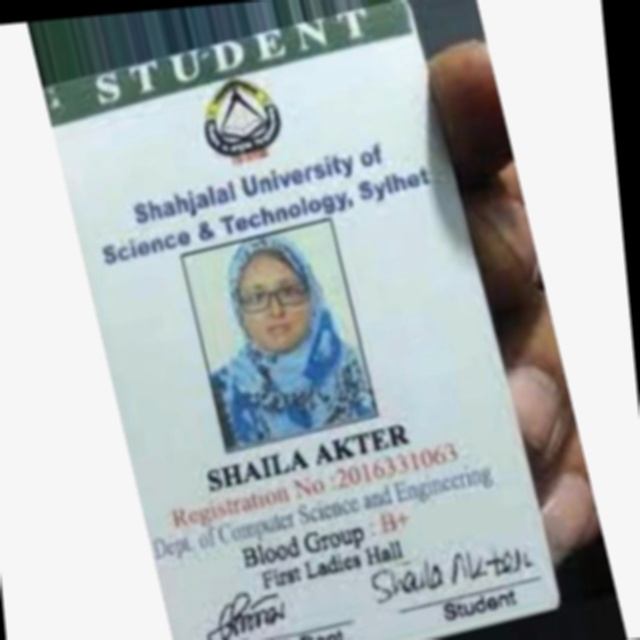 STUDENT
Shahjalal University of
Science & Technology, Sylhet
SHAILA AKTER
Registration No :2016331063
Dept. of Computer Science and Engineering
Blood Group : B+
First Ladies Hall
Shaila Akter
Student